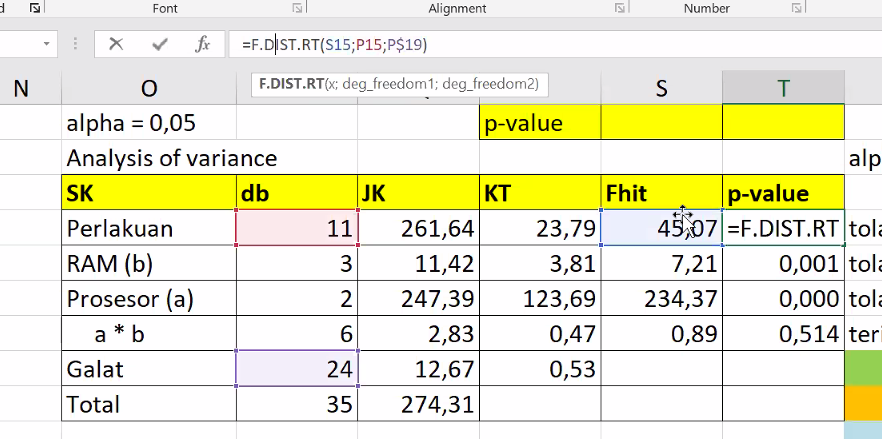 Font Alignment Number
fx =F.DIST.RT(S15;P15;P$19)
F.DIST.RT(x; deg_freedom1; deg_freedom2)
N O S T
alpha = 0,05 p-value
Analysis of variance alp
SK db JK KT Fhit p-value
Perlakuan 11 261,64 23,79 45,07 =F.DIST.RT tola
RAM (b) 3 11,42 3,81 7,21 0,001 tola
Prosesor (a) 2 247,39 123,69 234,37 0,000 tola
a * b 6 2,83 0,47 0,89 0,514 teri
Galat 24 12,67 0,53
Total 35 274,31